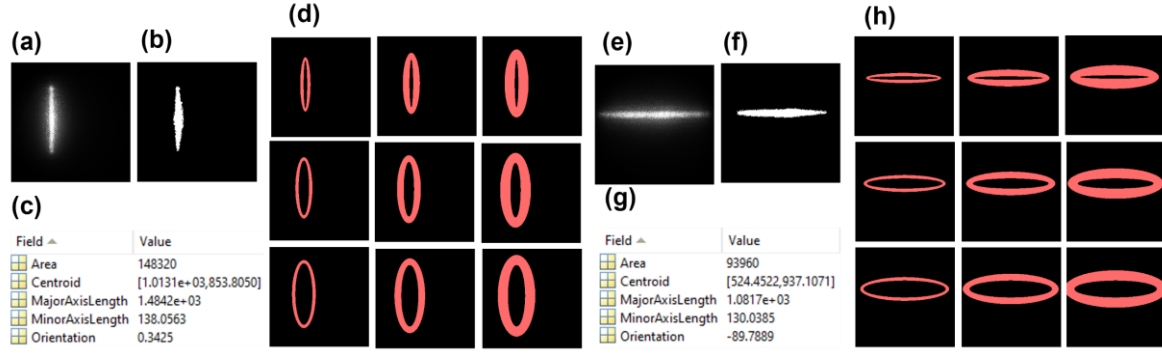 (a)
(b)
(c)
Field Value
Area 148320
Centroid [1.0131e+03,853.8050]
MajorAxisLength 1.4842e+03
MinorAxisLength 138.0563
Orientation 0.3425
(d)
(e)
(f)
(g)
Field Value
Area 93960
Centroid [524.4522,937.1071]
MajorAxisLength 1.0817e+03
MinorAxisLength 130.0385
Orientation -89.7889
(h)